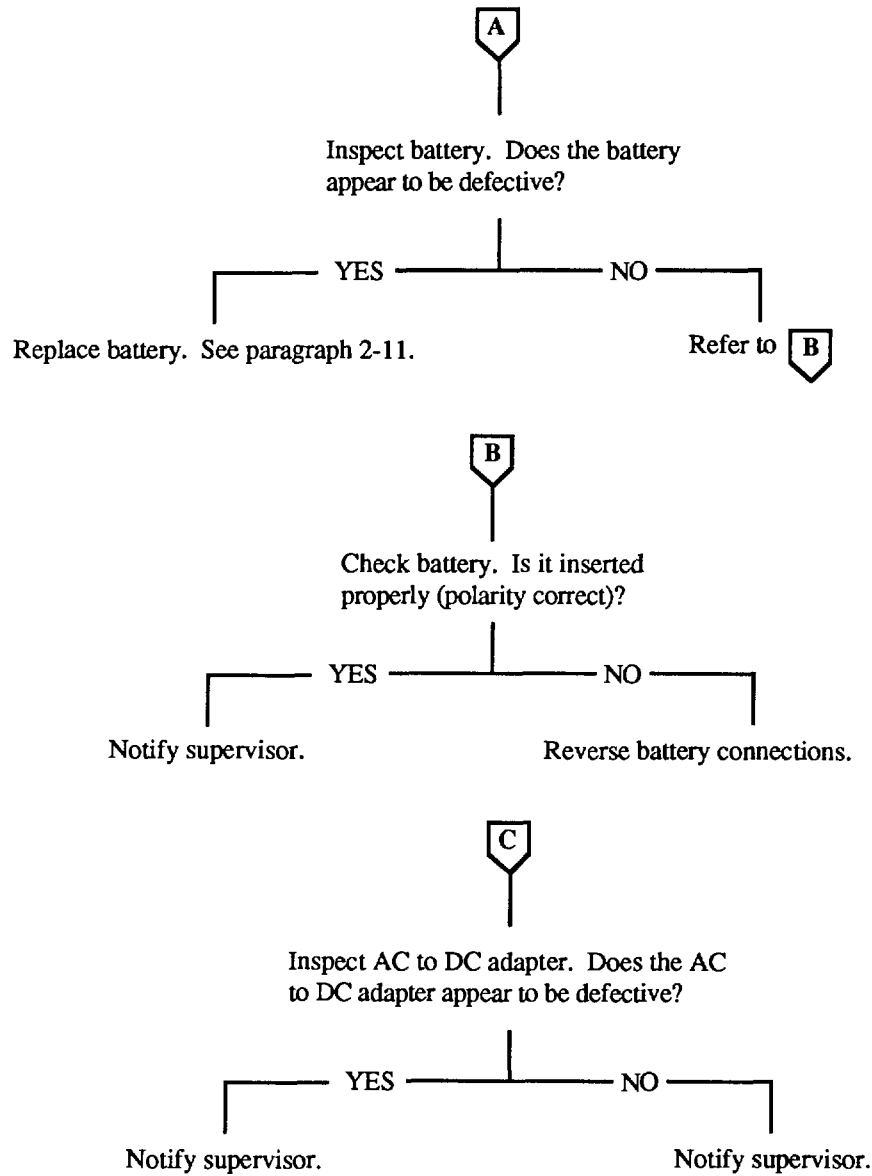 A
Inspect battery. Does the battery
appear to be defective?
YES NO
Replace battery. See paragraph 2-11. Refer to B
B
Check battery. Is it inserted
properly (polarity correct)?
YES NO
Notify supervisor. Reverse battery connections.
C
Inspect AC to DC adapter. Does the AC
to DC adapter appear to be defective?
YES NO
Notify supervisor. Notify supervisor.